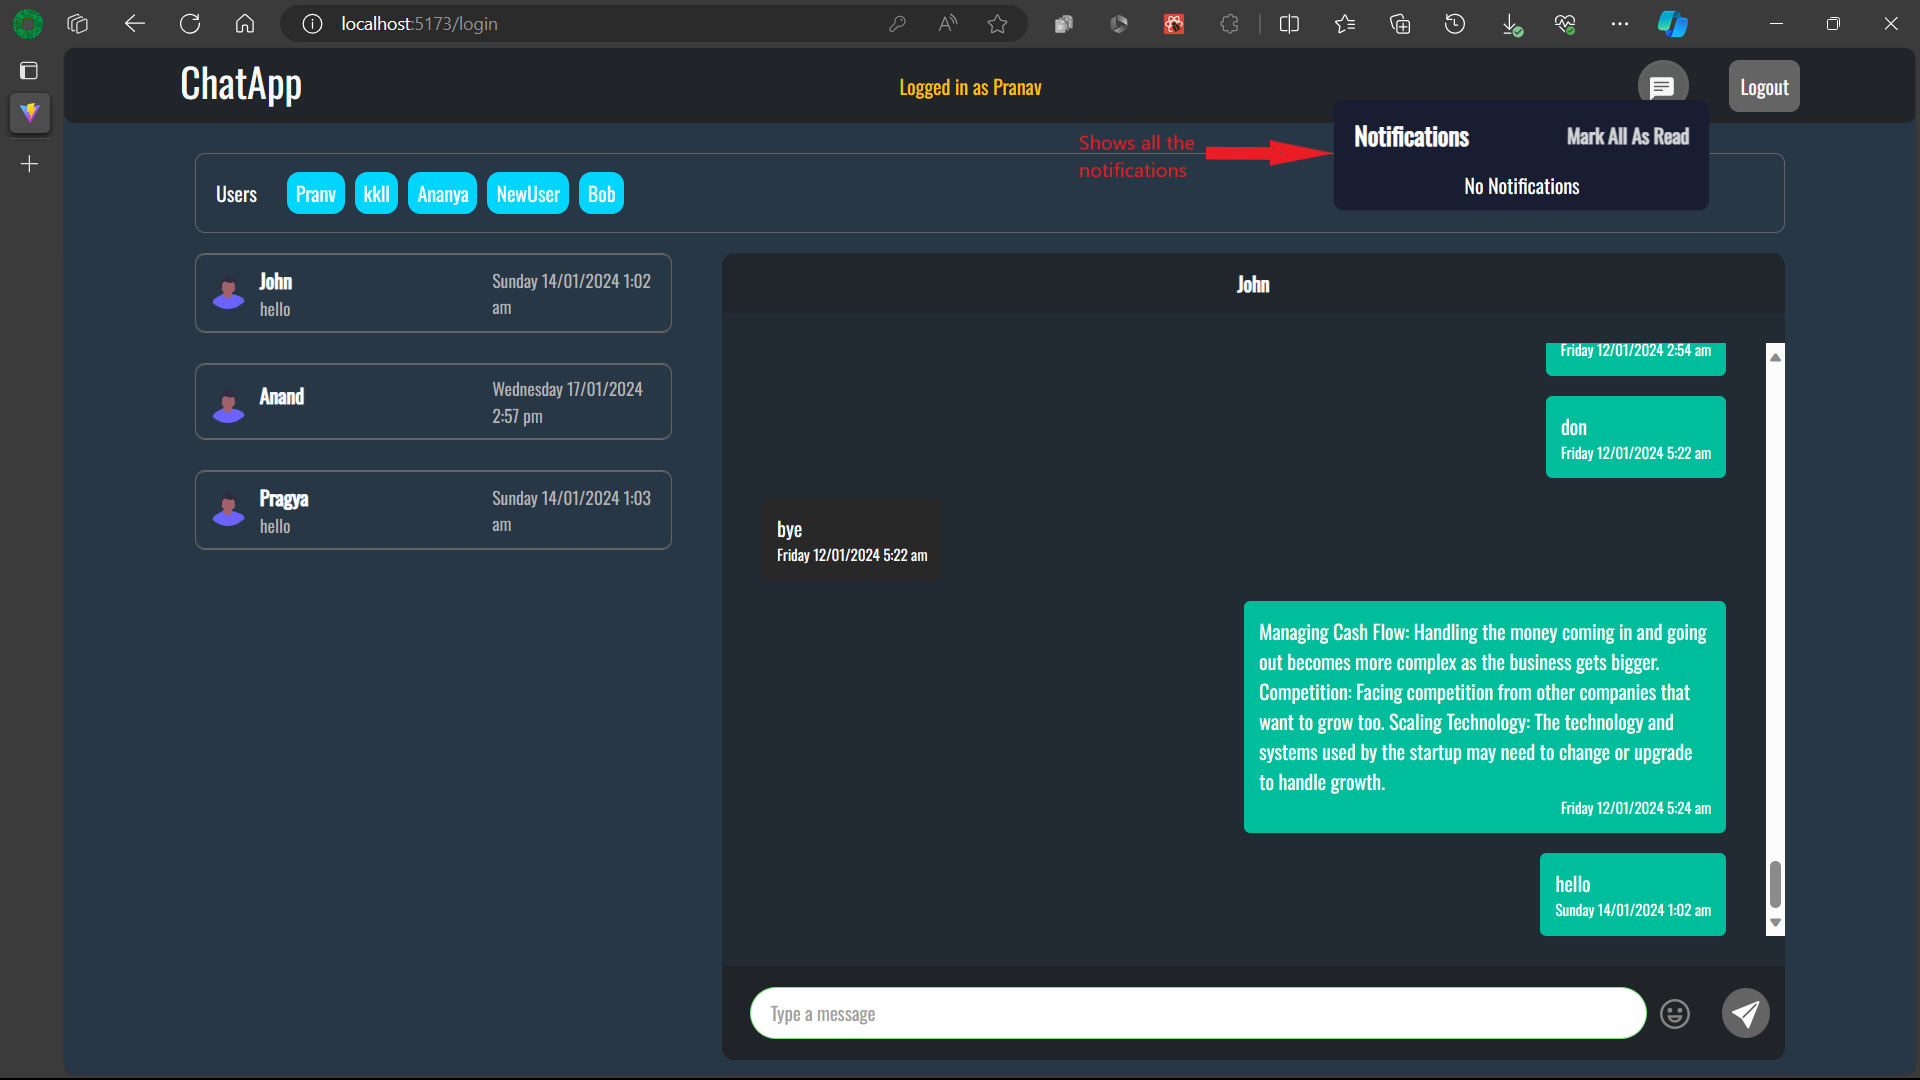 localhost:5173/login
ChatApp
Logged in as Pranav
Logout
Shows all the
notifications
Notifications
Mark All As Read
No Notifications
Users
Pranv
kkll
Ananya
NewUser
Bob
John
Sunday 14/01/2024 1:02
am
hello
Anand
Wednesday 17/01/2024
2:57 pm
Pragya
Sunday 14/01/2024 1:03
am
hello
John
Friday 12/01/2024 2:54 am
don
Friday 12/01/2024 5:22 am
bye
Friday 12/01/2024 5:22 am
Managing Cash Flow: Handling the money coming in and going
out becomes more complex as the business gets bigger.
Competition: Facing competition from other companies that
want to grow too. Scaling Technology: The technology and
systems used by the startup may need to change or upgrade
to handle growth.
Friday 12/01/2024 5:24 am
hello
Sunday 14/01/2024 1:02 am
Type a message